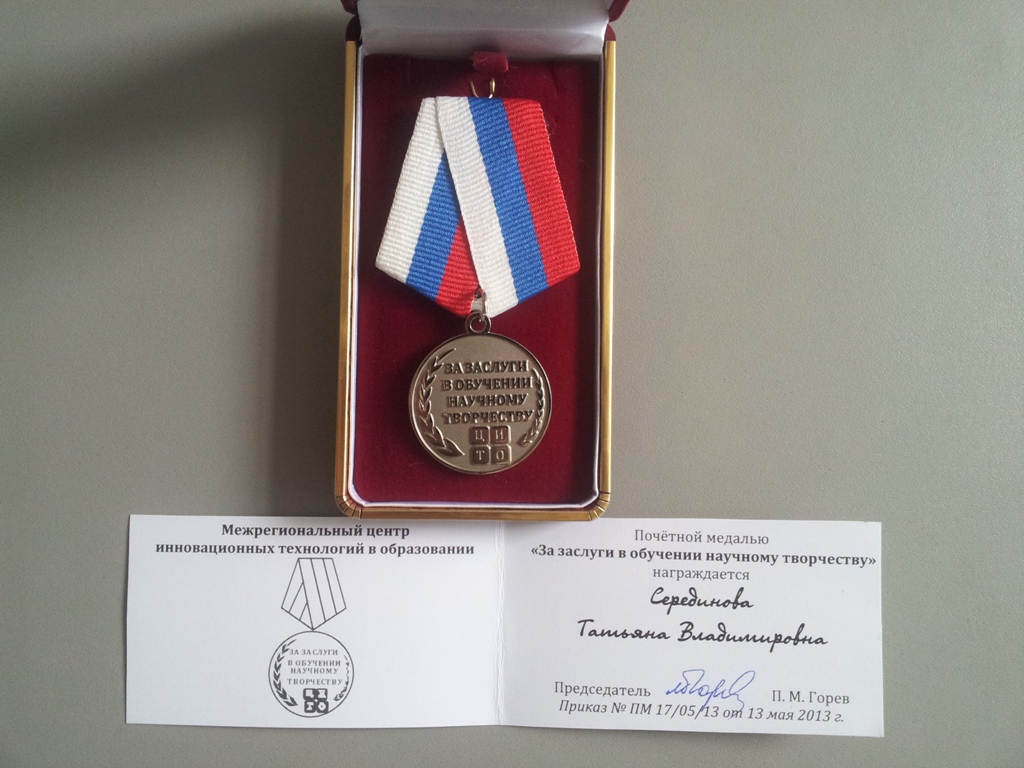 ЗА ЗАСЛУГИ
В ОБУЧЕНИИ
НАУЧНОМУ
ТВОРЧЕСТВУ
ЦИ
ТО
Межрегиональный центр
инновационных технологий в образовании
ЗА ЗАСЛУГИ
В ОБУЧЕНИИ
НАУЧНОМУ
ТВОРЧЕСТВУ
Почётной медалью
«За заслуги в обучении научному творчеству»
награждается
Серединова
Татьяна Владимировна
Председатель П. М. Горев
Приказ № ПМ 17/05/13 от 13 мая 2013 г.